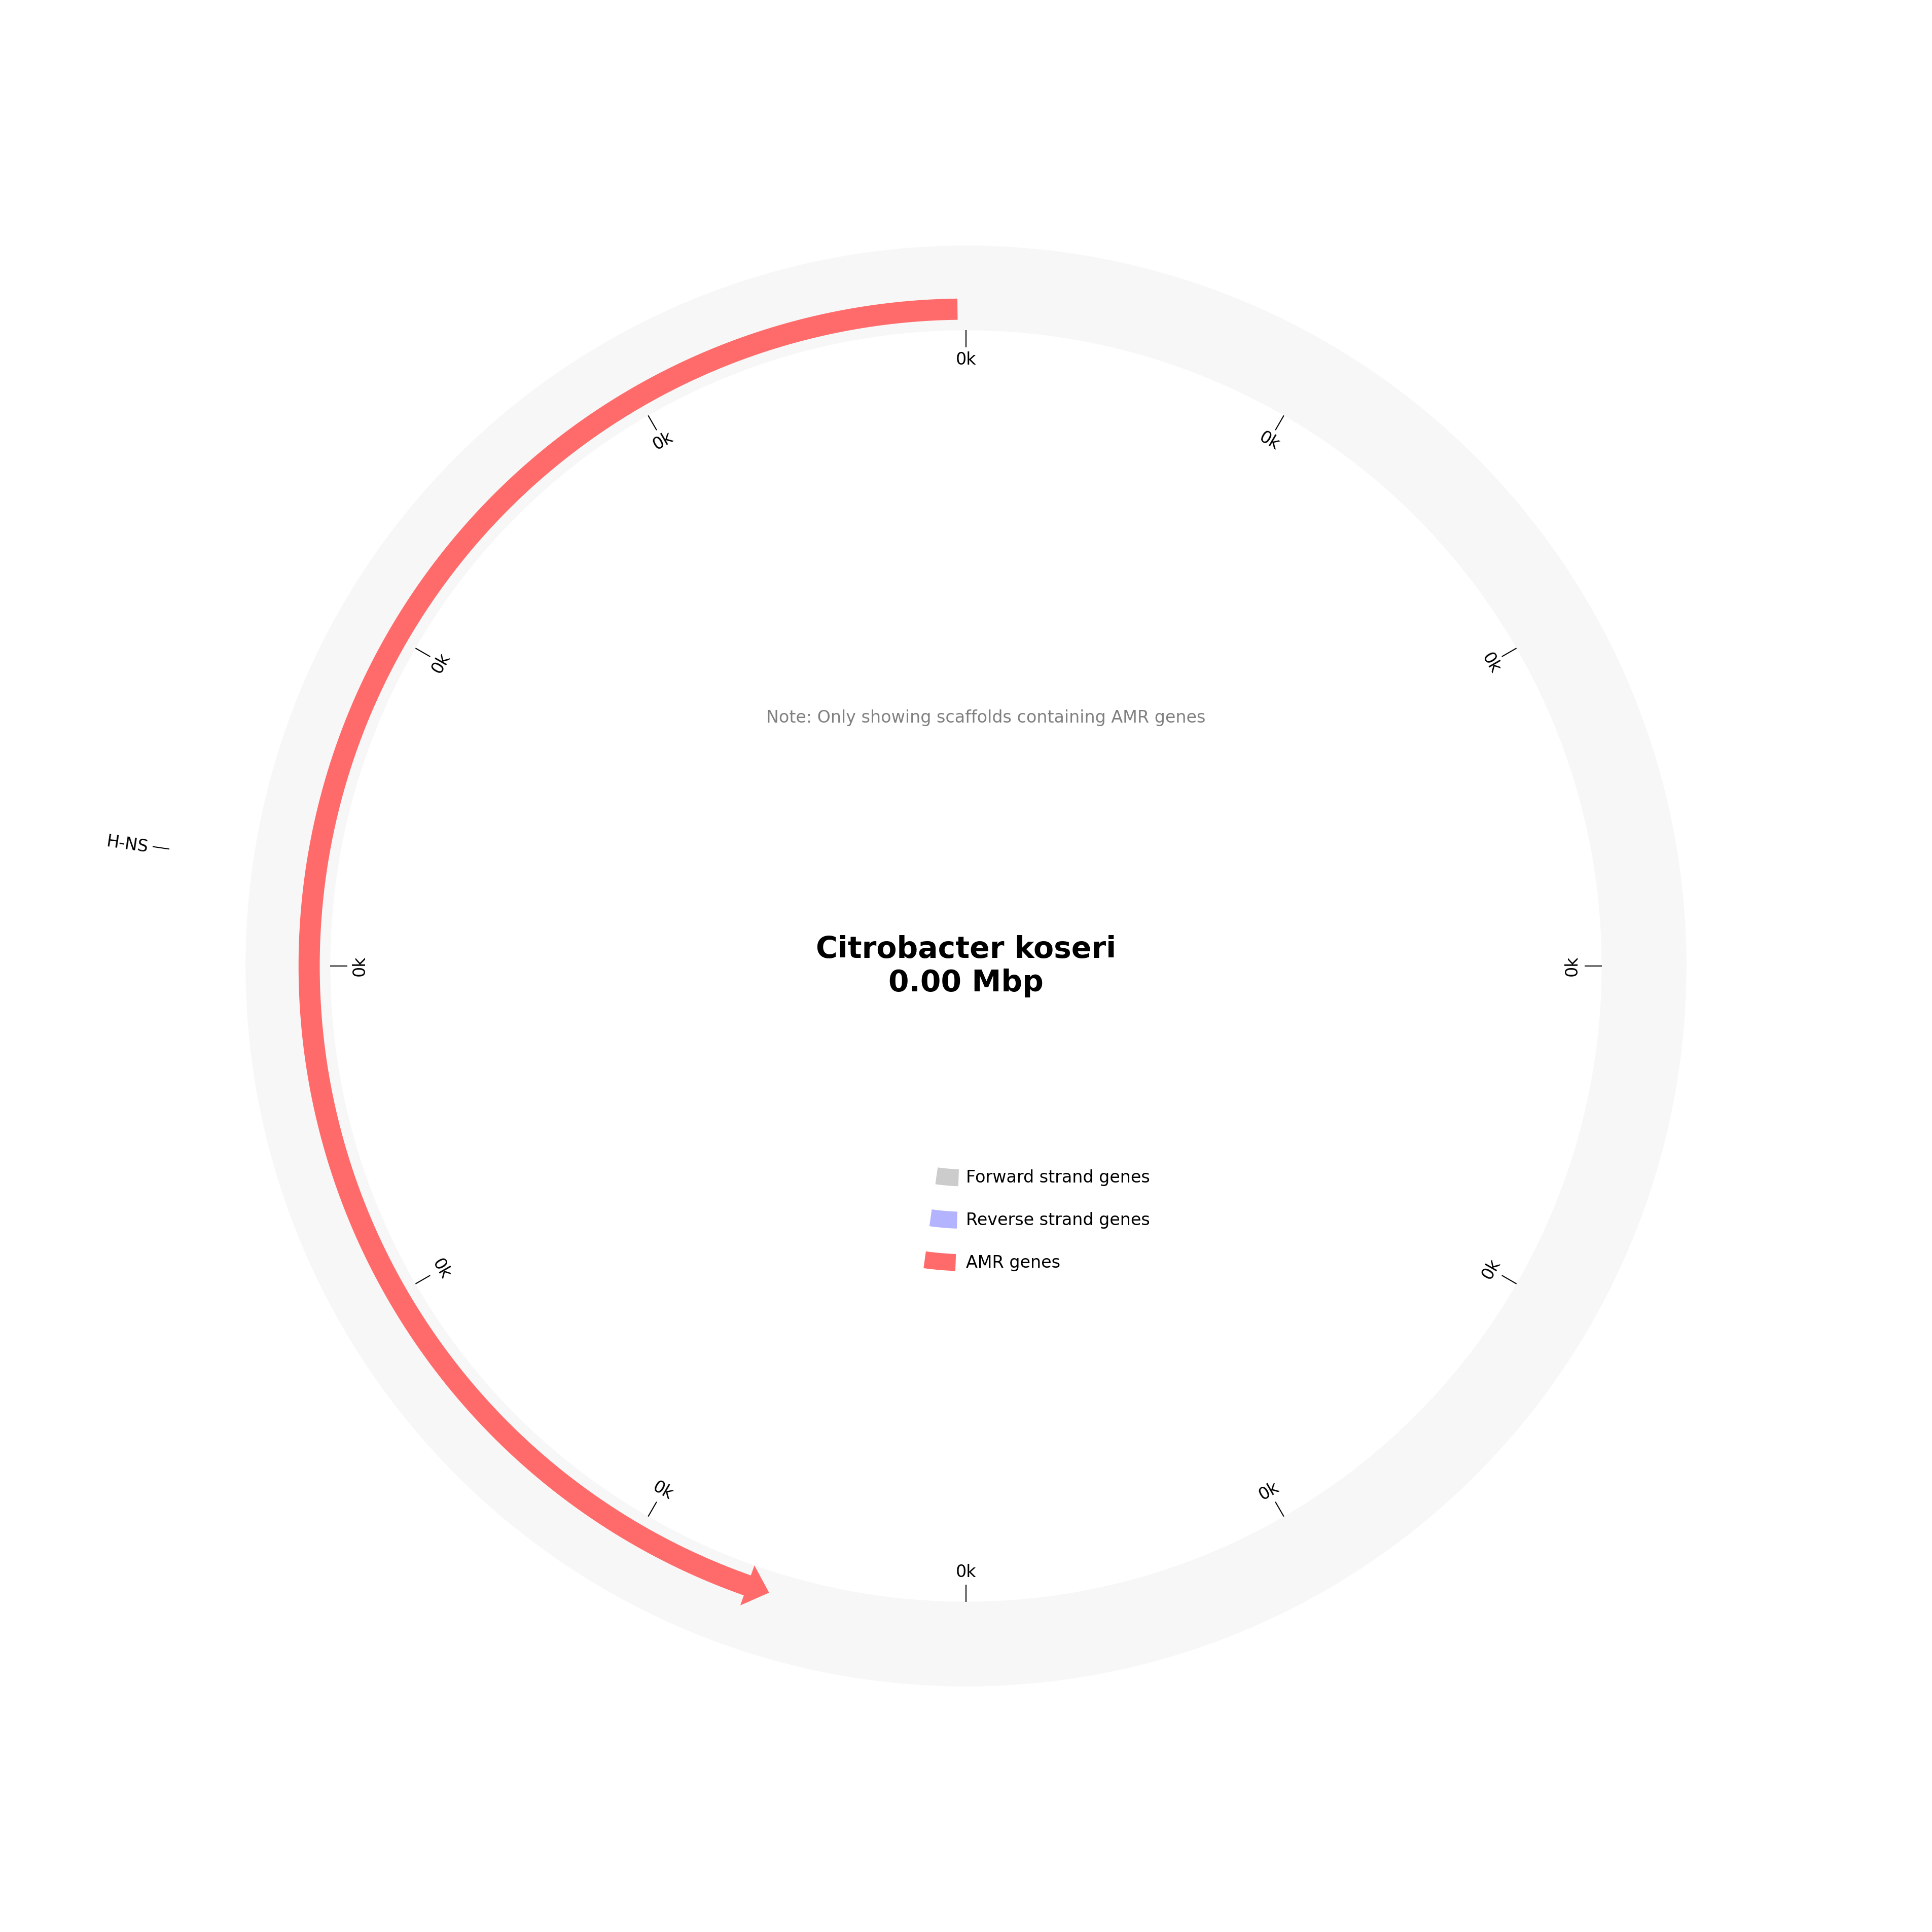 0k
0k
0k
0k
0k
Note: Only showing scaffolds containing AMR genes
H-NS
Citrobacter koseri
0.00 Mbp
0k
0k
Forward strand genes
Reverse strand genes
AMR genes
0k
0k
0k
0k
0k